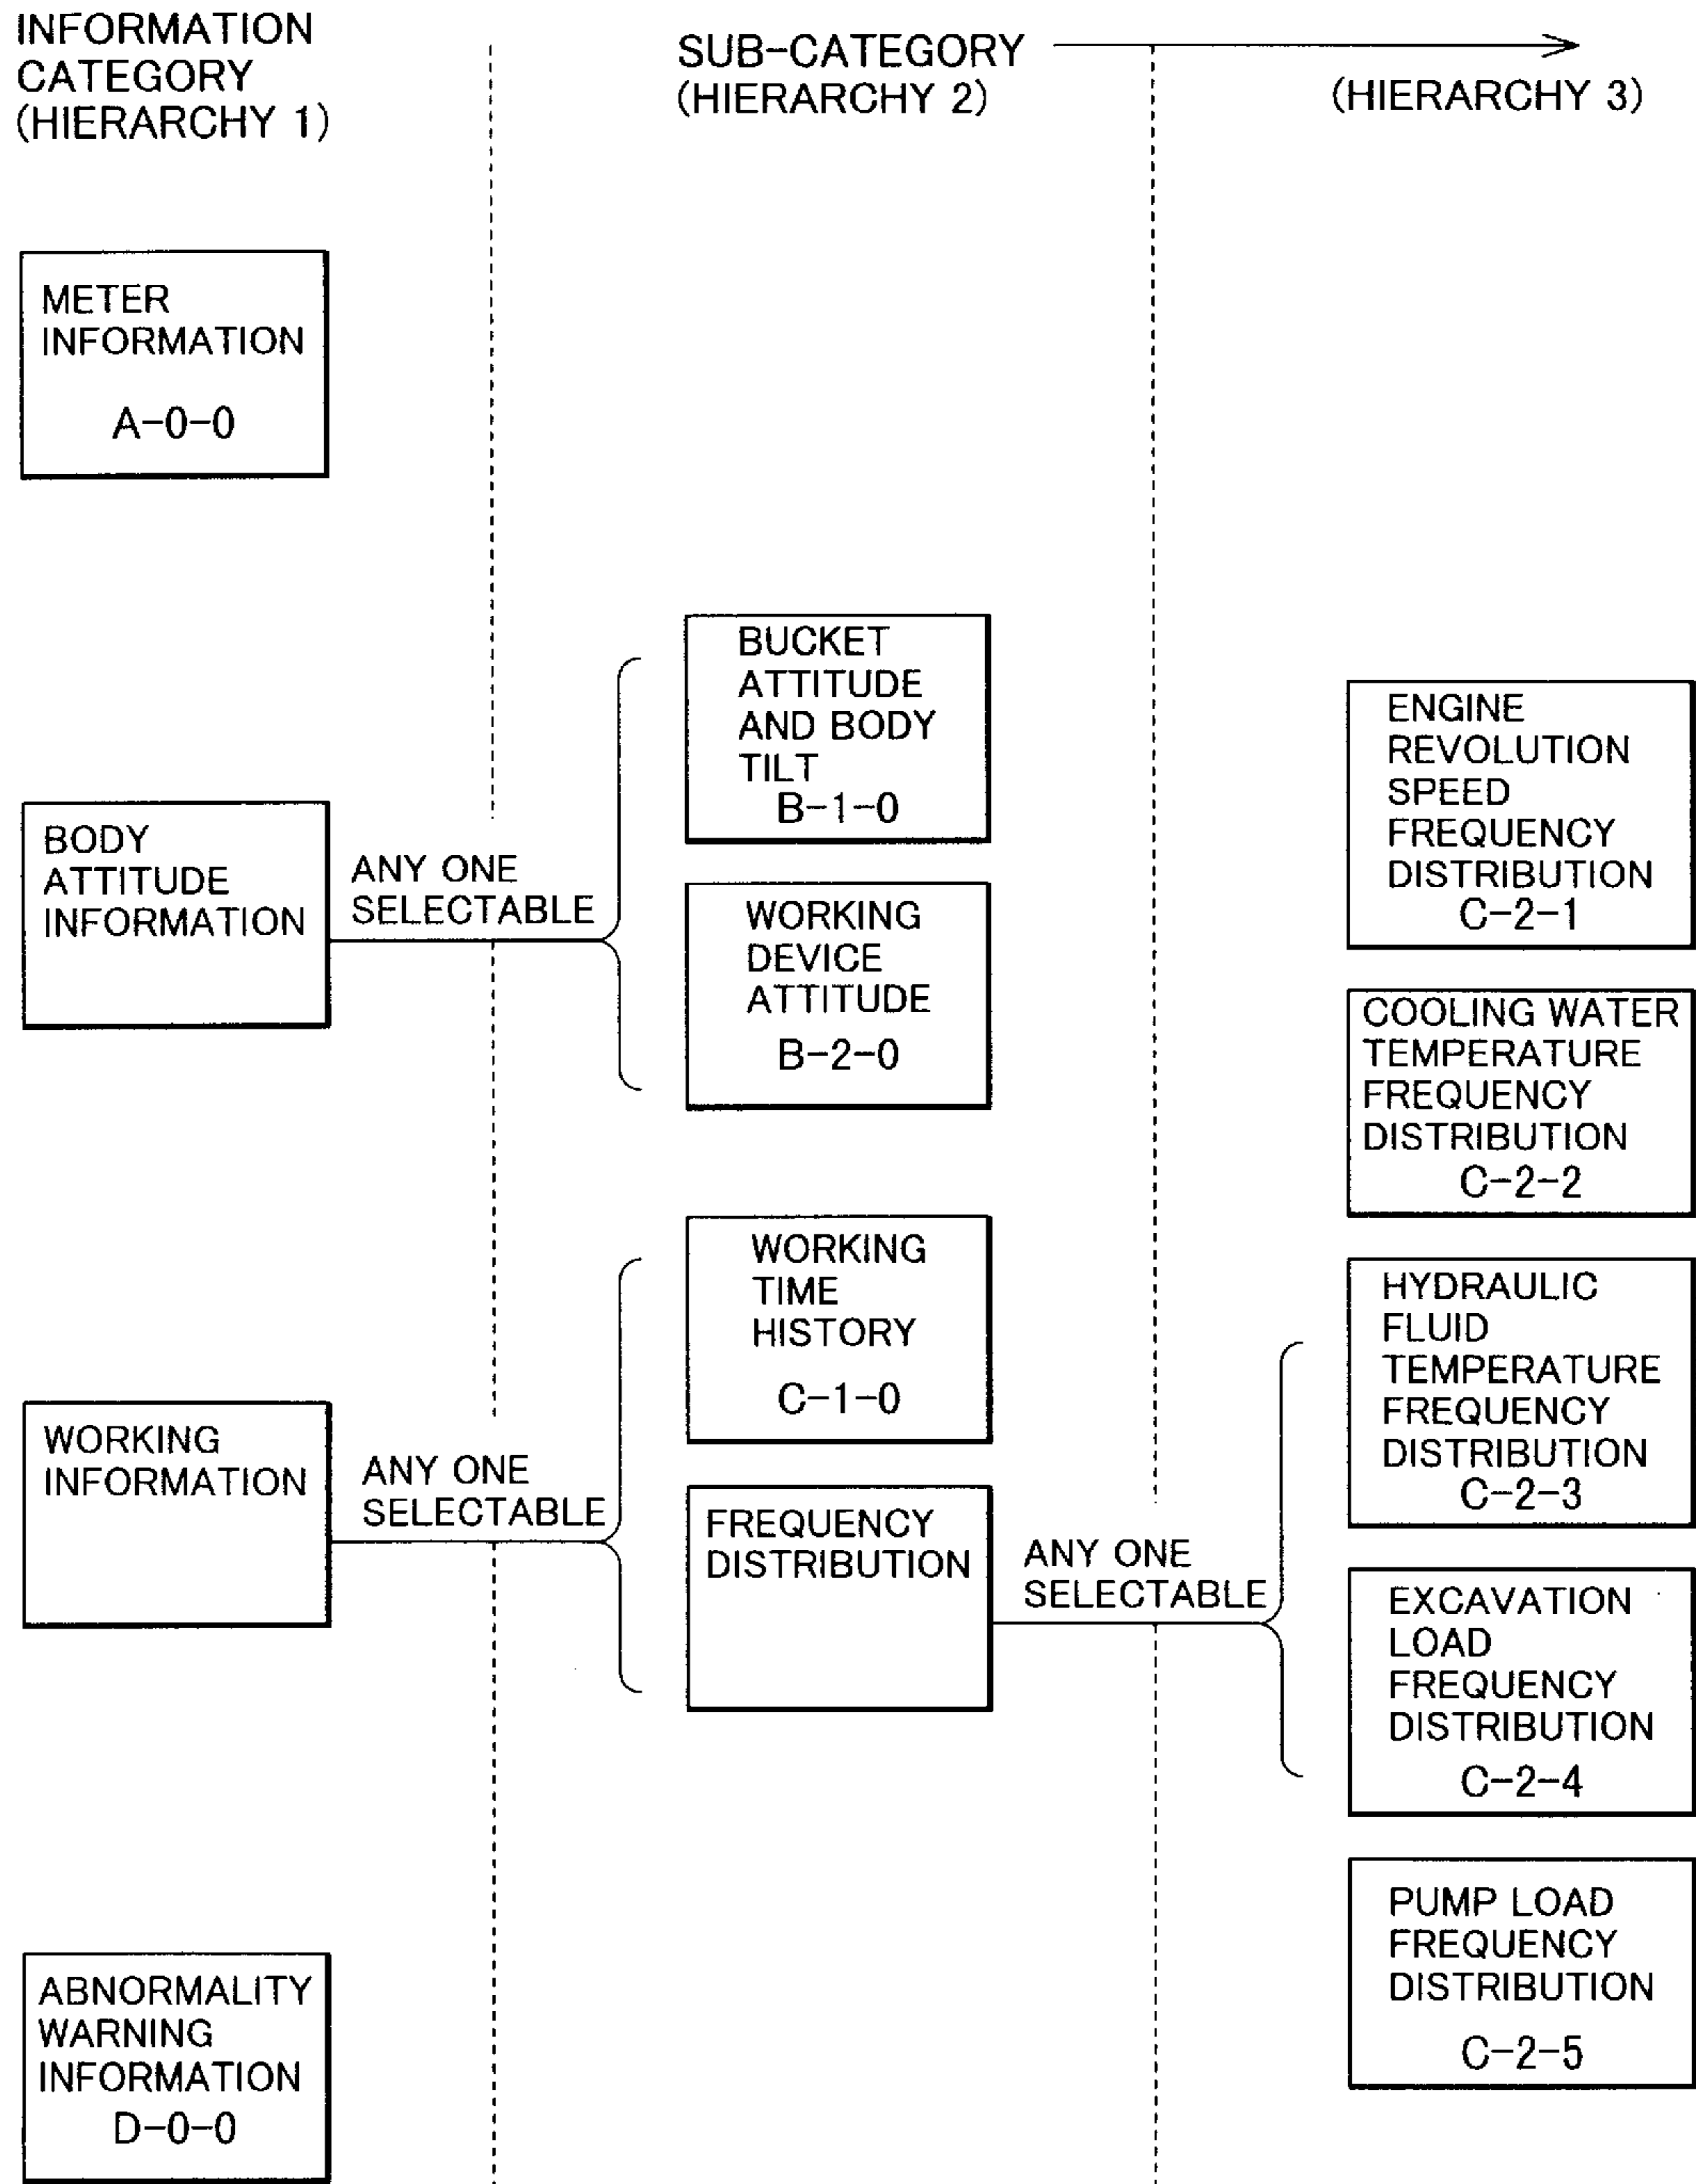 INFORMATION
CATEGORY
(HIERARCHY 1)
SUB-CATEGORY
(HIERARCHY 2)
(HIERARCHY 3)
METER
INFORMATION
A-0-0
BODY
ATTITUDE
INFORMATION
ANY ONE
SELECTABLE
BUCKET
ATTITUDE
AND BODY
TILT
B-1-0
WORKING
DEVICE
ATTITUDE
B-2-0
WORKING
INFORMATION
ANY ONE
SELECTABLE
WORKING
TIME
HISTORY
C-1-0
FREQUENCY
DISTRIBUTION
ANY ONE
SELECTABLE
ENGINE
REVOLUTION
SPEED
FREQUENCY
DISTRIBUTION
C-2-1
COOLING WATER
TEMPERATURE
FREQUENCY
DISTRIBUTION
C-2-2
HYDRAULIC
FLUID
TEMPERATURE
FREQUENCY
DISTRIBUTION
C-2-3
EXCAVATION
LOAD
FREQUENCY
DISTRIBUTION
C-2-4
PUMP LOAD
FREQUENCY
DISTRIBUTION
C-2-5
ABNORMALITY
WARNING
INFORMATION
D-0-0